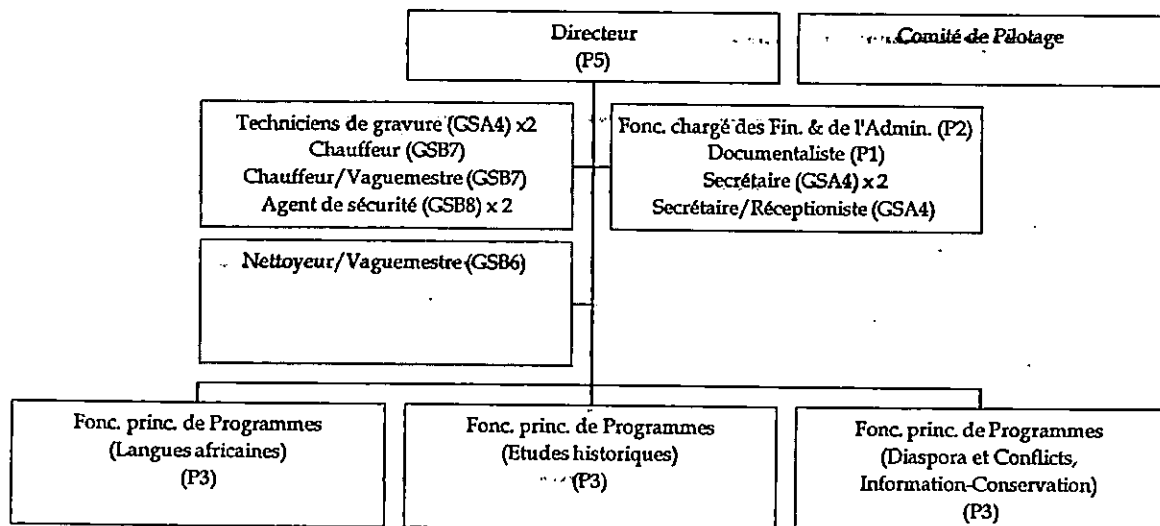 Directeur
(P5)
Comité de Pilotage
Techniciens de gravure (GSA4) x2
Chauffeur (GSB7)
Chauffeur/Vaguemestre (GSB7)
Agent de sécurité (GSB8) x 2
Fonc. chargé des Fin. & de l'Admin. (P2)
Documentaliste (P1)
Secrétaire (GSA4) x 2
Secrétaire/Réceptioniste (GSA4)
Nettoyeur/Vaguemestre (GSB6)
Fonc. princ. de Programmes
(Langues africaines)
(P3)
Fonc. princ. de Programmes
(Etudes historiques)
(P3)
Fonc. princ. de Programmes
(Diaspora et Conflicts,
Information-Conservation)
(P3)